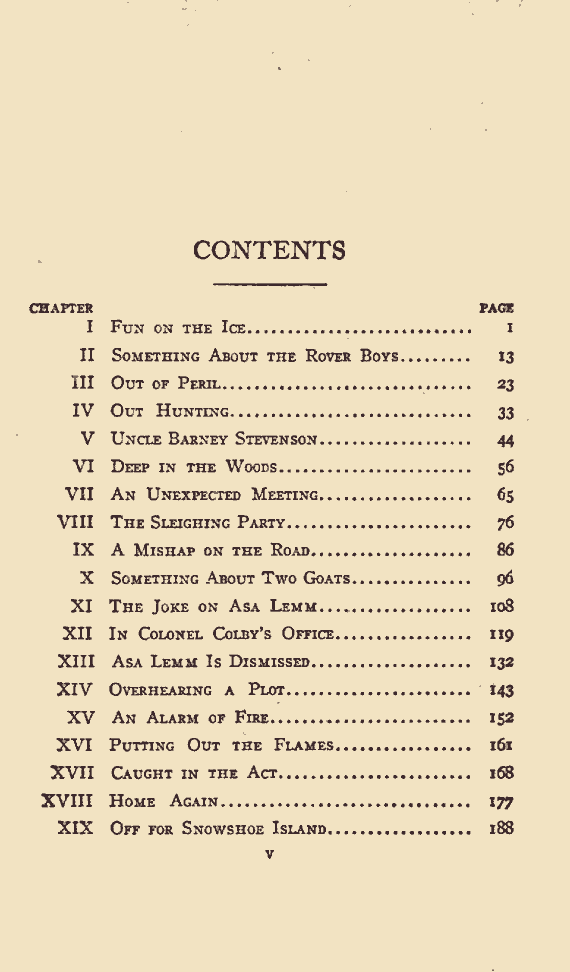 CONTENTS
CHAPTER PAGE
I Fun on the Ice............................ 1
II Something About the Rover Boys......... 13
III Out of Peril............................... 23
IV Out Hunting.............................. 33
V Uncle Barney Stevenson................... 44
VI Deep in the Woods........................ 56
VII An Unexpected Meeting................... 65
VIII The Sleighing Party....................... 76
IX A Mishap on the Road.................... 86
X Something About Two Goats............... 96
XI The Joke on Asa Lemm................... 108
XII In Colonel Colby's Office................. 119
XIII Asa Lemm Is Dismissed.................... 132
XIV Overhearing a Plot....................... 143
XV An Alarm of Fire......................... 152
XVI Putting Out the Flames................. 161
XVII Caught in the Act........................ 168
XVIII Home Again............................... 177
XIX Off for Snowshoe Island.................. 188
v